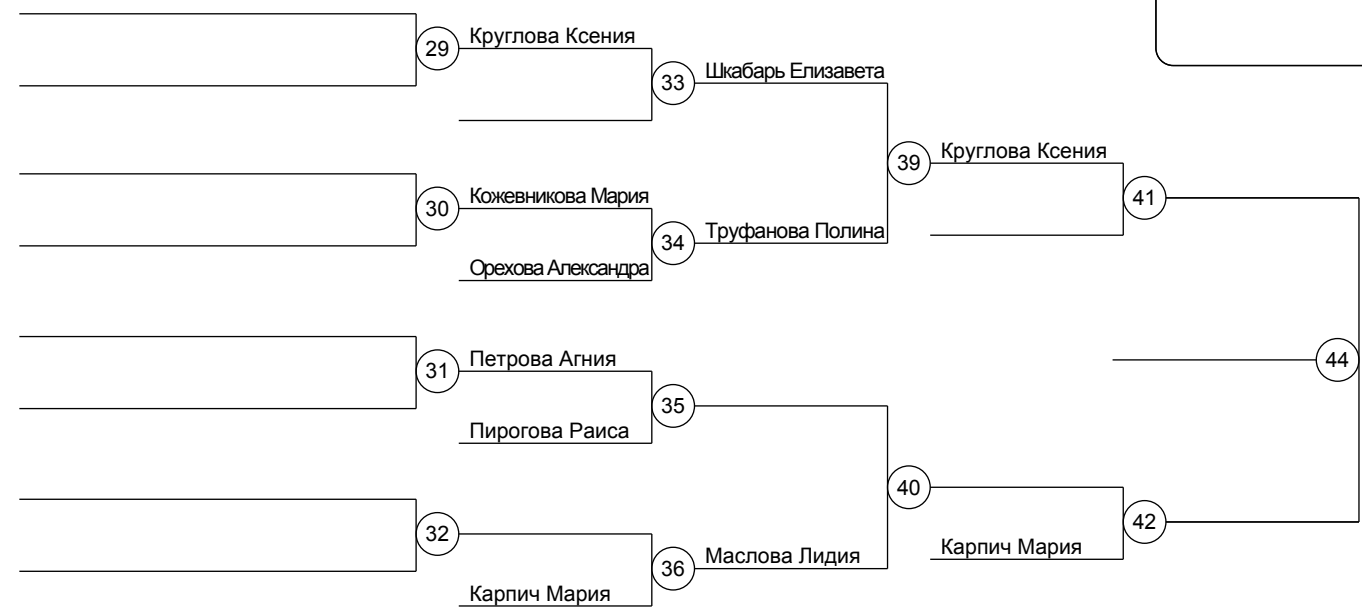 29
Круглова Ксения
33
Шкабарь Елизавета
39
Круглова Ксения
41
30
Кожевникова Мария
Орехова Александра
34
Труфанова Полина
31
Петрова Агния
Пирогова Раиса
35
44
32
Карпич Мария
36
Маслова Лидия
40
Карпич Мария
42